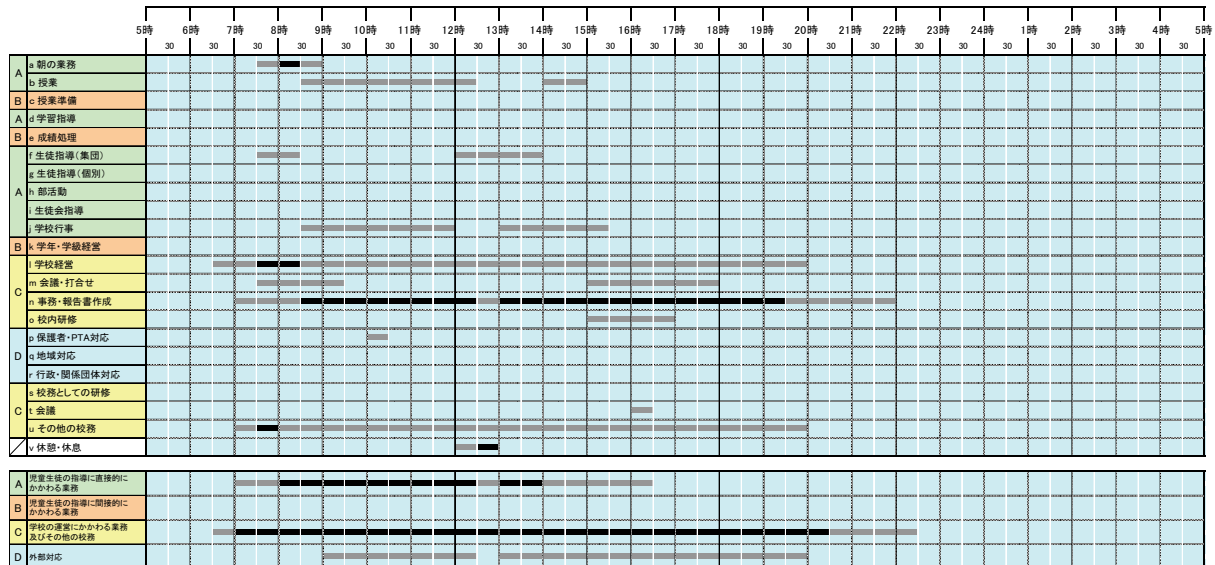 5時 6時 7時 8時 9時 10時 11時 12時 13時 14時 15時 16時 17時 18時 19時 20時 21時 22時 23時 24時 1時 2時 3時 4時 5時
30 30 30 30 30 30 30 30 30 30 30 30 30 30 30 30 30 30 30 30 30 30 30 30
A
a 朝の業務
b 授業
B c 授業準備
A d 学習指導
B e 成績処理
A
f 生徒指導(集団)
g 生徒指導(個別)
h 部活動
i 生徒会指導
j 学校行事
B k 学年・学級経営
C
l 学校経営
m 会議・打合せ
n 事務・報告書作成
o 校内研修
D
p 保護者・PTA対応
q 地域対応
r 行政・関係団体対応
C
s 校務としての研修
t 会議
u その他の校務
v 休憩・休息
A 児童生徒の指導に直接的に
かかわる業務
B 児童生徒の指導に間接的に
かかわる業務
C 学校の運営にかかわる業務
及びその他の校務
D 外部対応